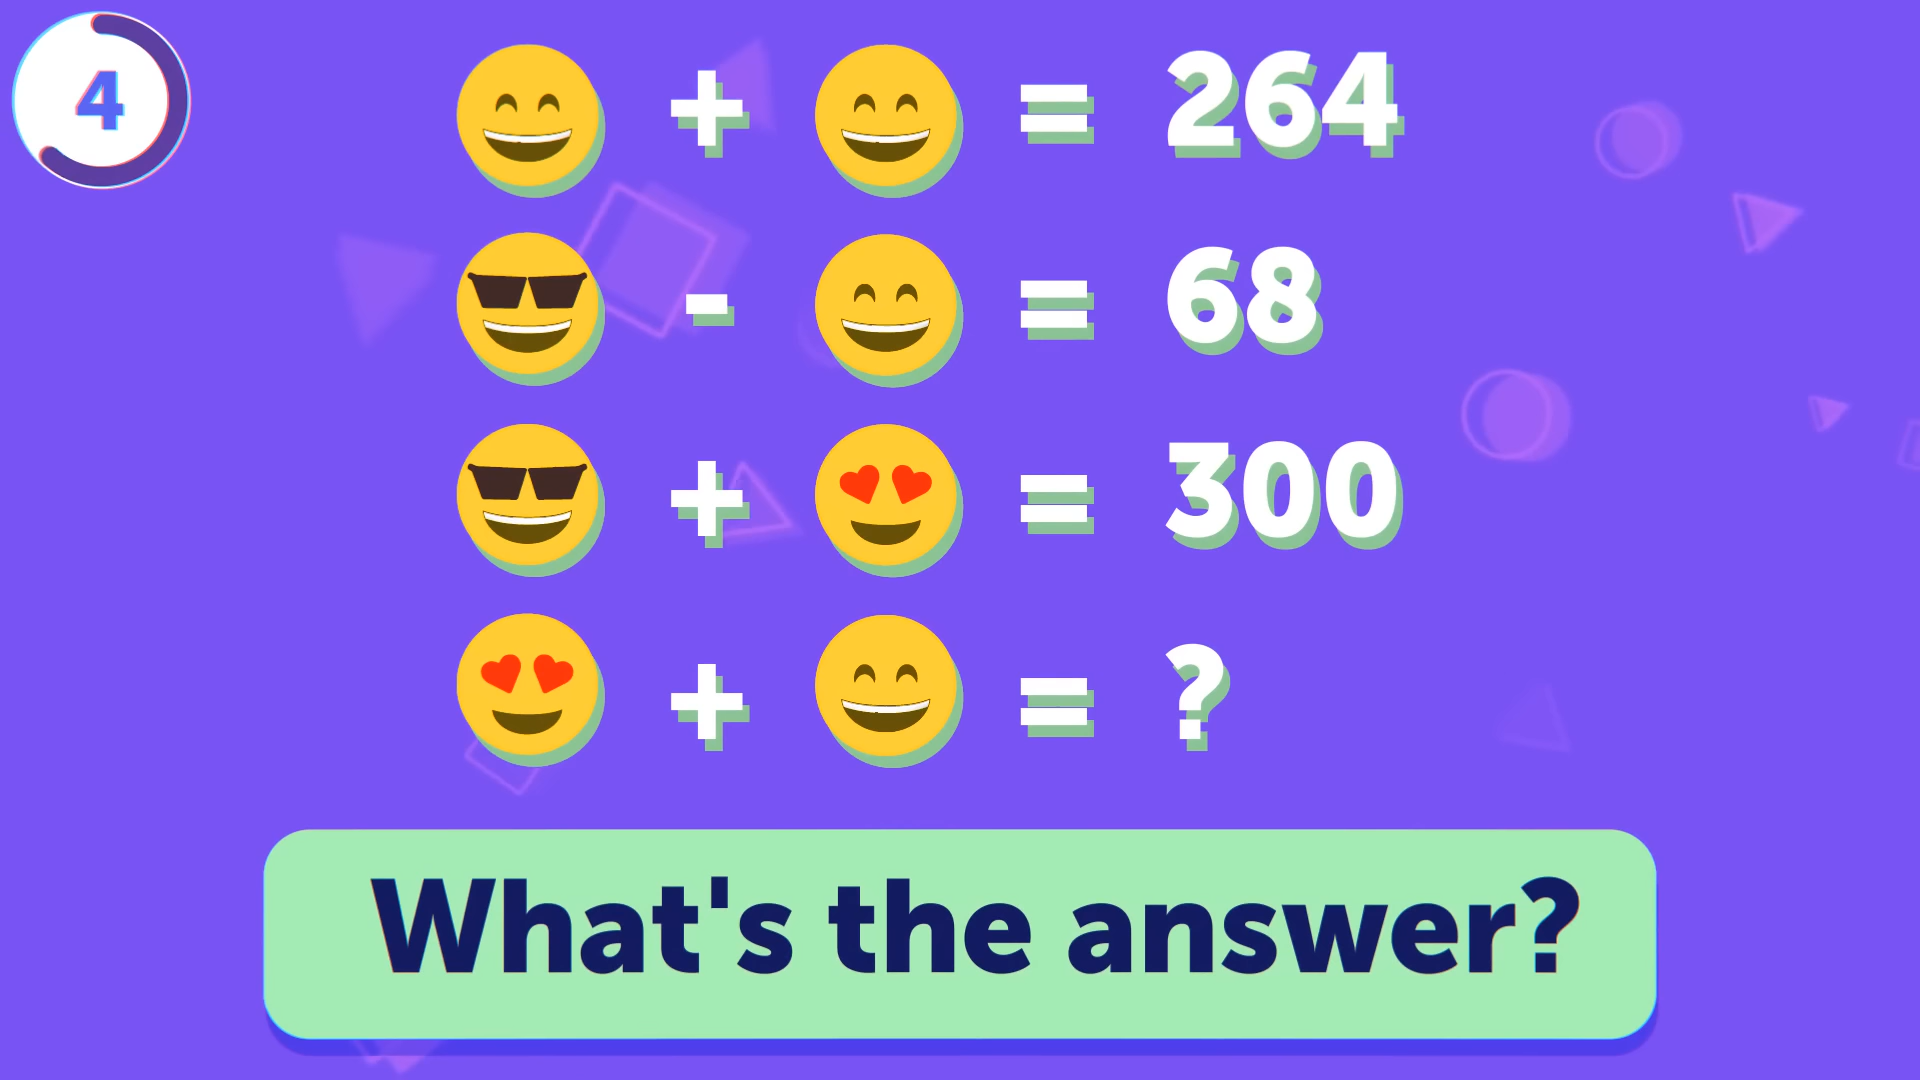 4
+ = 264
- = 68
+ = 300
+ = ?
What's the answer?